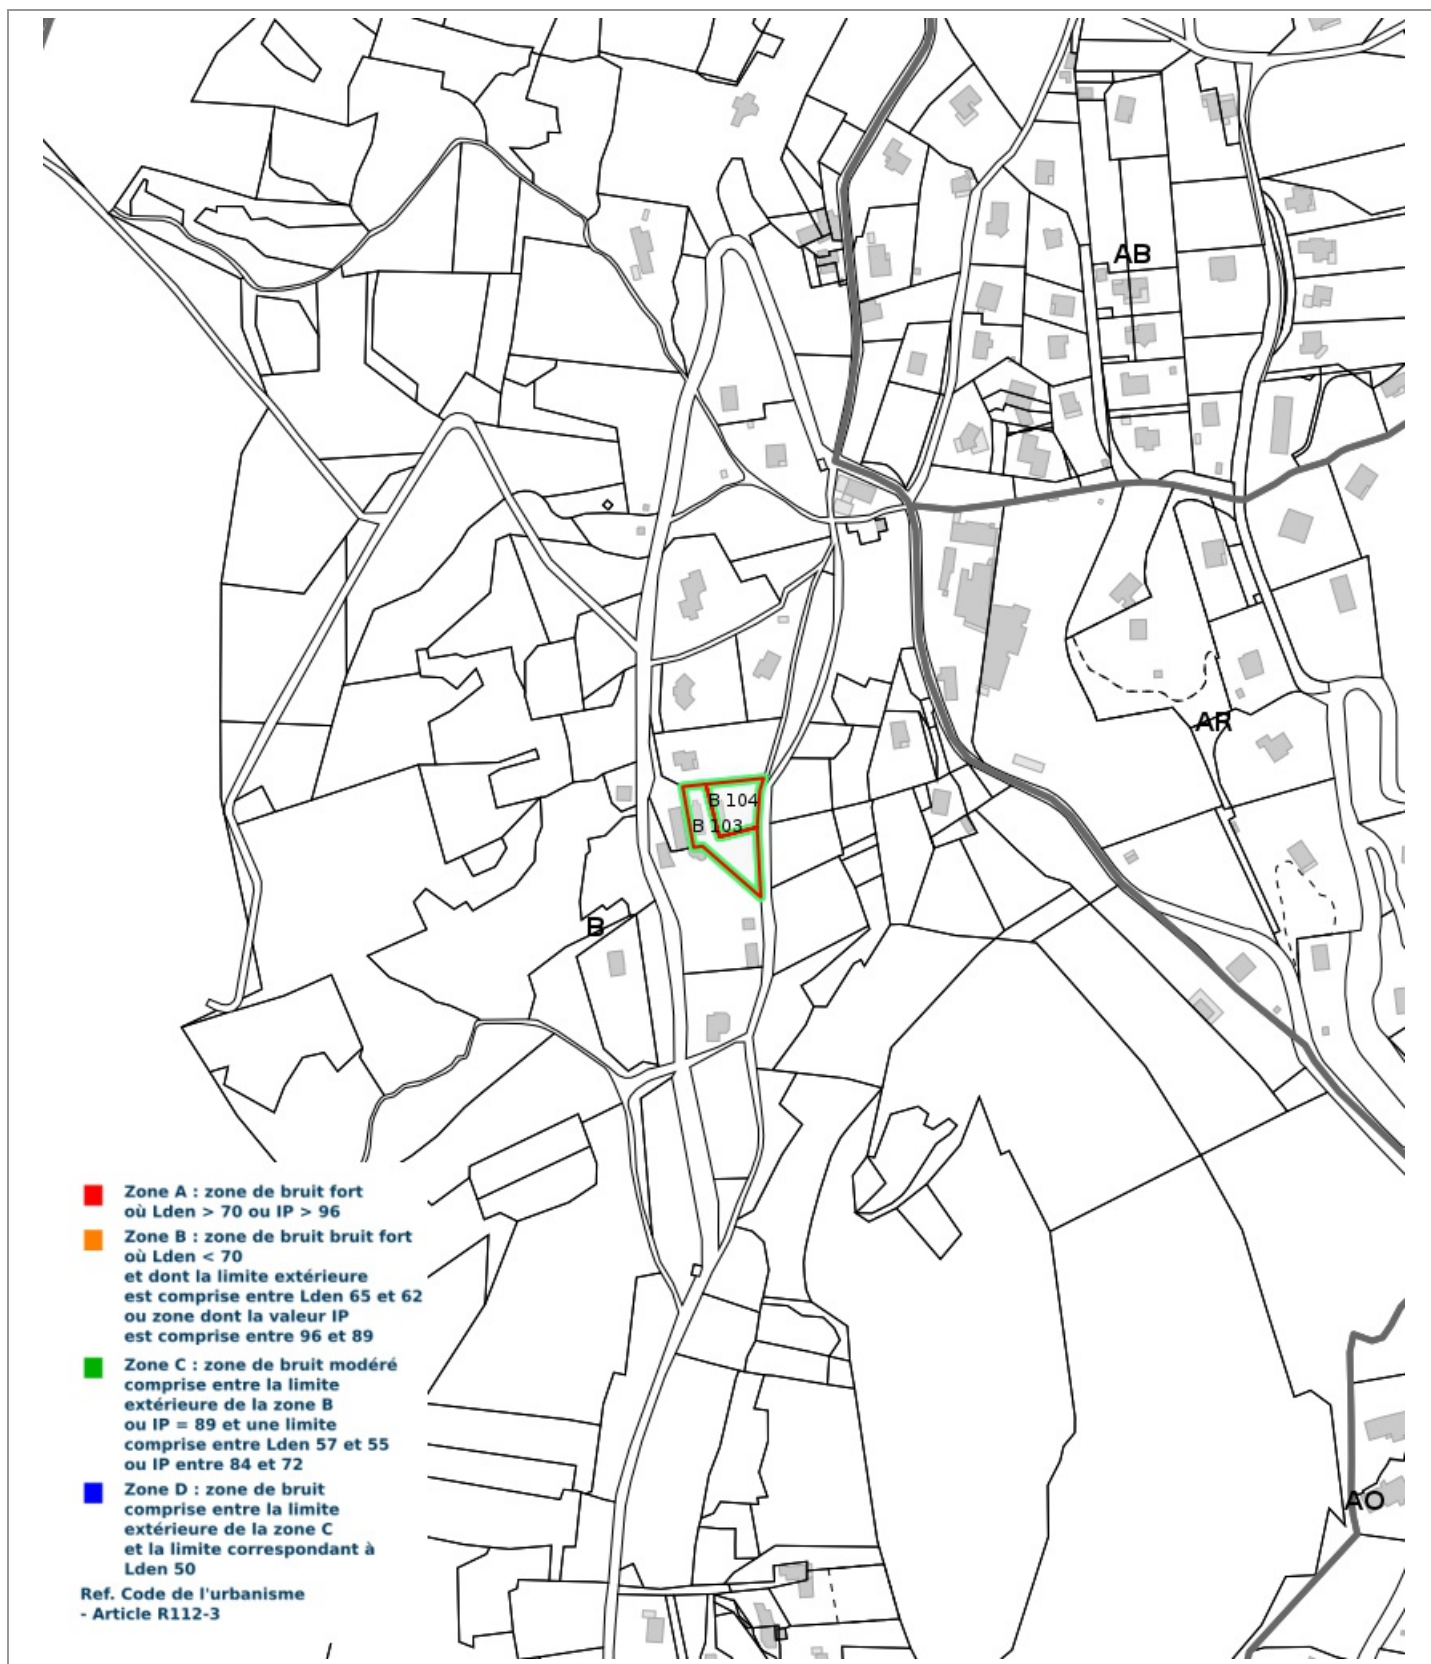 AB
AR
B 104
B 103
B
Zone A : zone de bruit fort
où Lden > 70 ou IP > 96
Zone B : zone de bruit bruit fort
où Lden < 70
et dont la limite extérieure
est comprise entre Lden 65 et 62
ou zone dont la valeur IP
est comprise entre 96 et 89
Zone C : zone de bruit modéré
comprise entre la limite
extérieure de la zone B
ou IP = 89 et une limite
comprise entre Lden 57 et 55
ou IP entre 84 et 72
Zone D : zone de bruit
comprise entre la limite
extérieure de la zone C
et la limite correspondant à
Lden 50
AO
Ref. Code de l'urbanisme
- Article R112-3